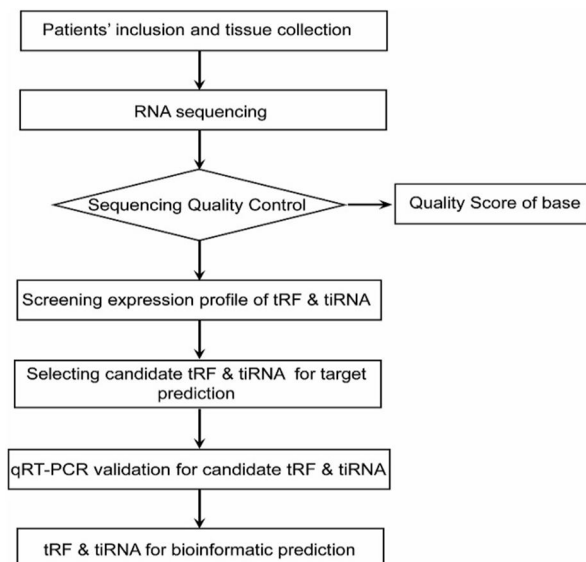 Patients' inclusion and tissue collection
RNA sequencing
Sequencing Quality Control
Quality Score of base
Screening expression profile of tRF & tiRNA
Selecting candidate tRF & tiRNA for target
prediction
qRT-PCR validation for candidate tRF & tiRNA
tRF & tiRNA for bioinformatic prediction